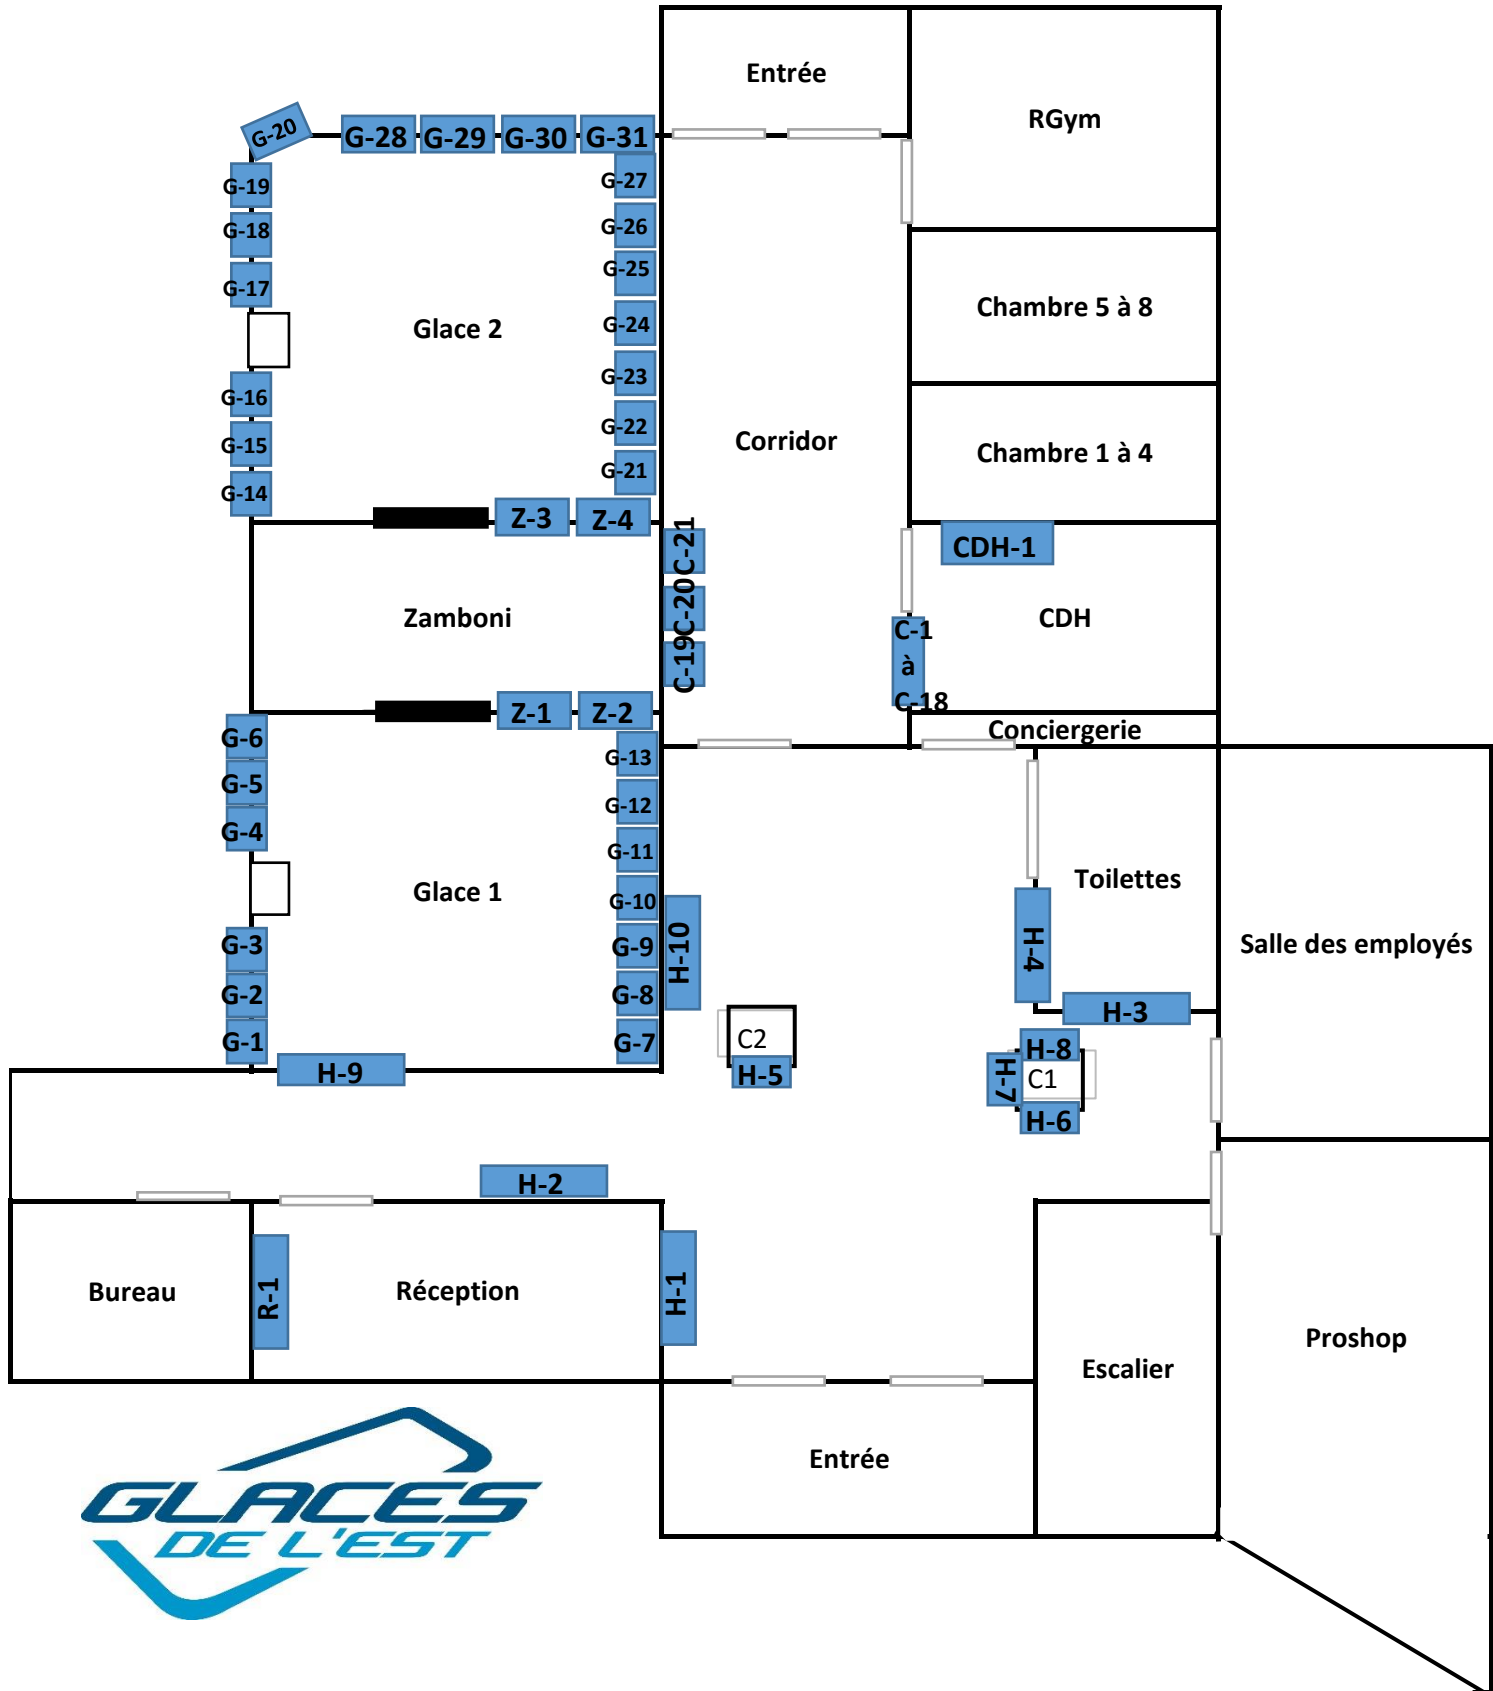 Entrée
RGym
G-20
G-28
G-29
G-30
G-31
G-19
G-18
G-17
G-16
G-15
G-14
Glace 2
G-27
G-26
G-25
G-24
G-23
G-22
G-21
Corridor
Chambre 5 à 8
Chambre 1 à 4
Z-3
Z-4
C-21
C-20
C-19
CDH-1
CDH
C-1
à
C-18
Zamboni
Z-1
Z-2
Conciergerie
G-6
G-5
G-4
G-3
G-2
G-1
Glace 1
G-13
G-12
G-11
G-10
G-9
G-8
G-7
H-10
Toilettes
H-4
H-3
Salle des employés
C2
H-5
H-8
H-7
C1
H-6
H-9
H-2
Bureau
R-1
Réception
H-1
Escalier
Proshop
Entrée
GLACES
DE L'EST